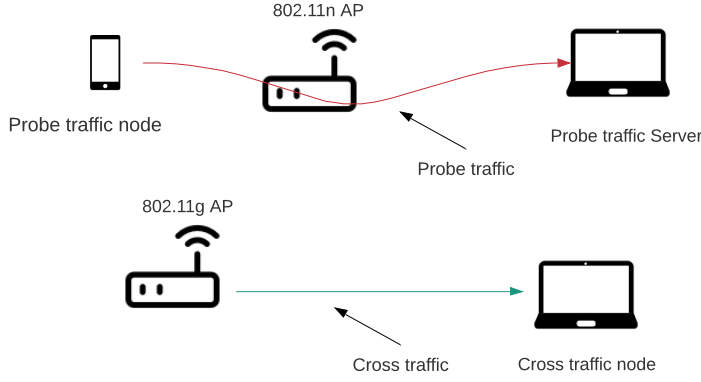 802.11n AP
Probe traffic node
Probe traffic Server
Probe traffic
802.11g AP
Cross traffic
Cross traffic node